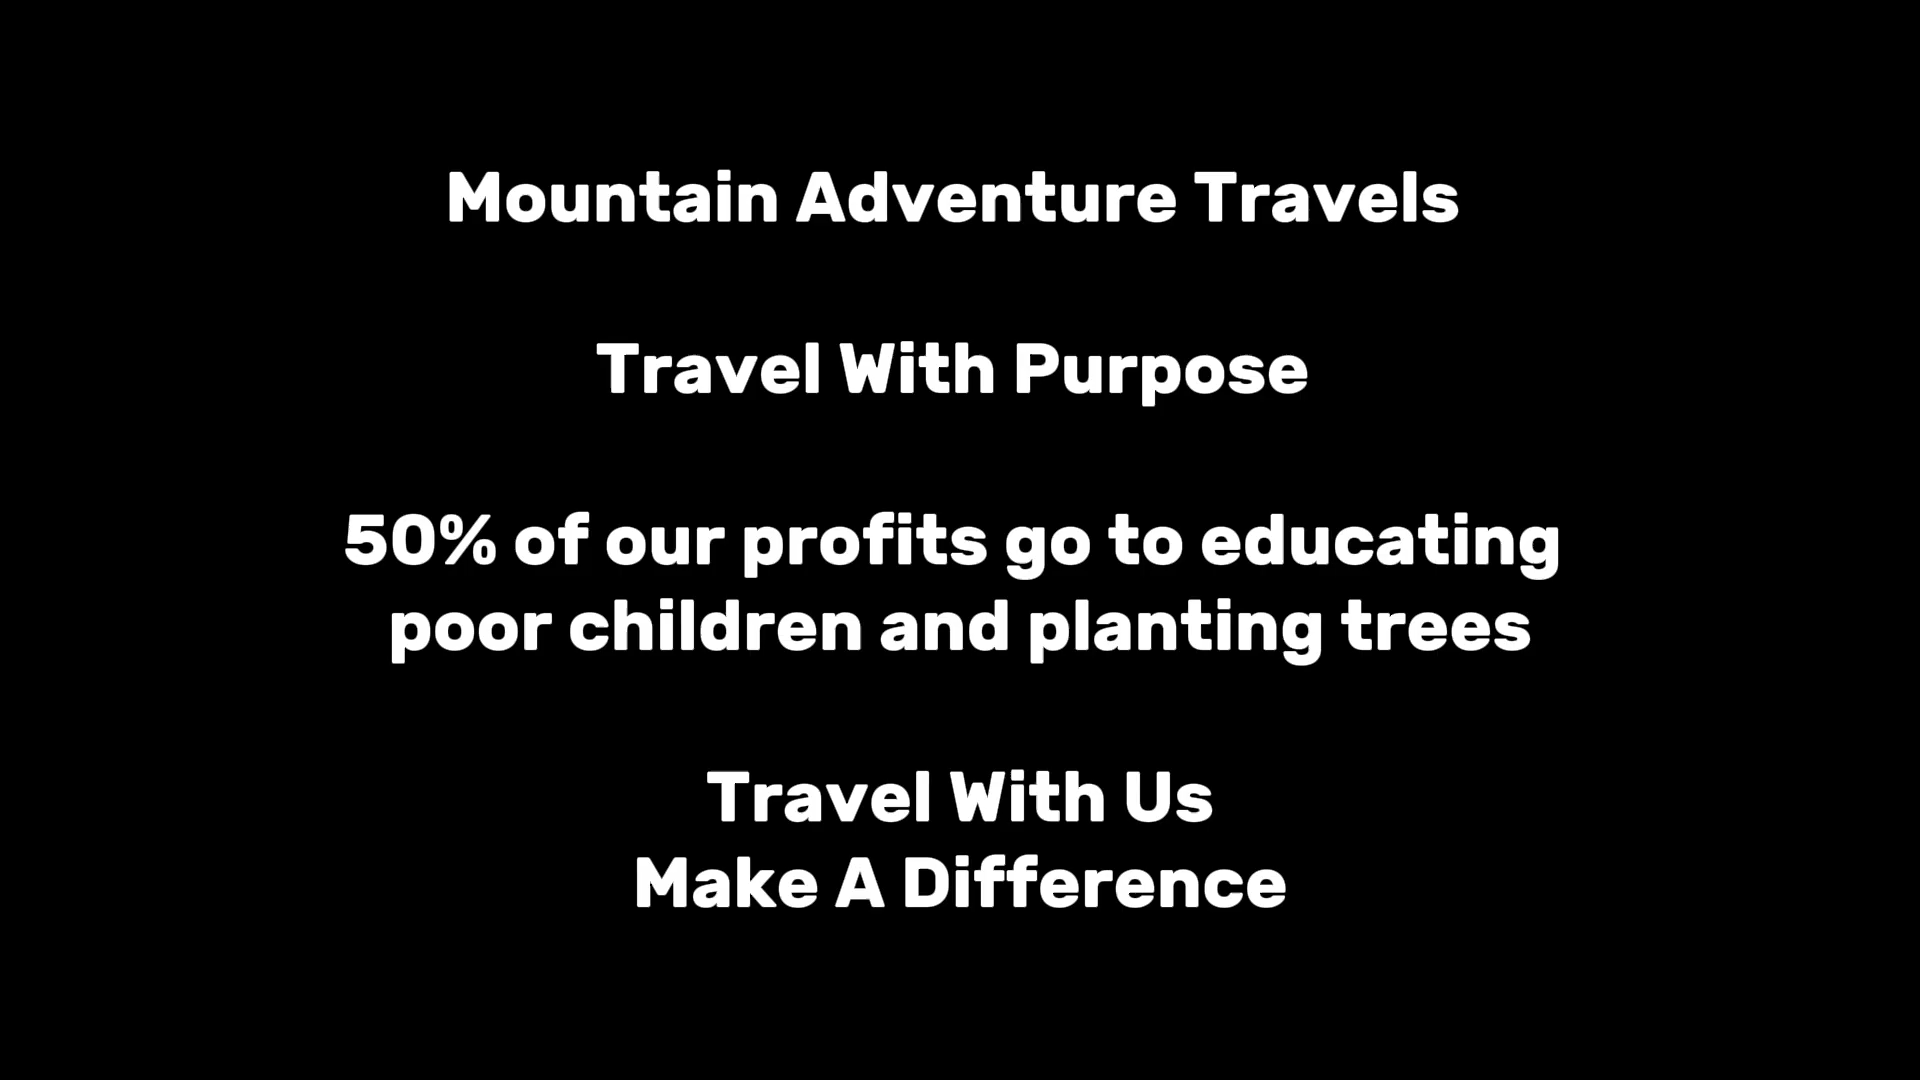 Mountain Adventure Travels
Travel With Purpose
50% of our profits go to educating
poor children and planting trees
Travel With Us
Make A Difference